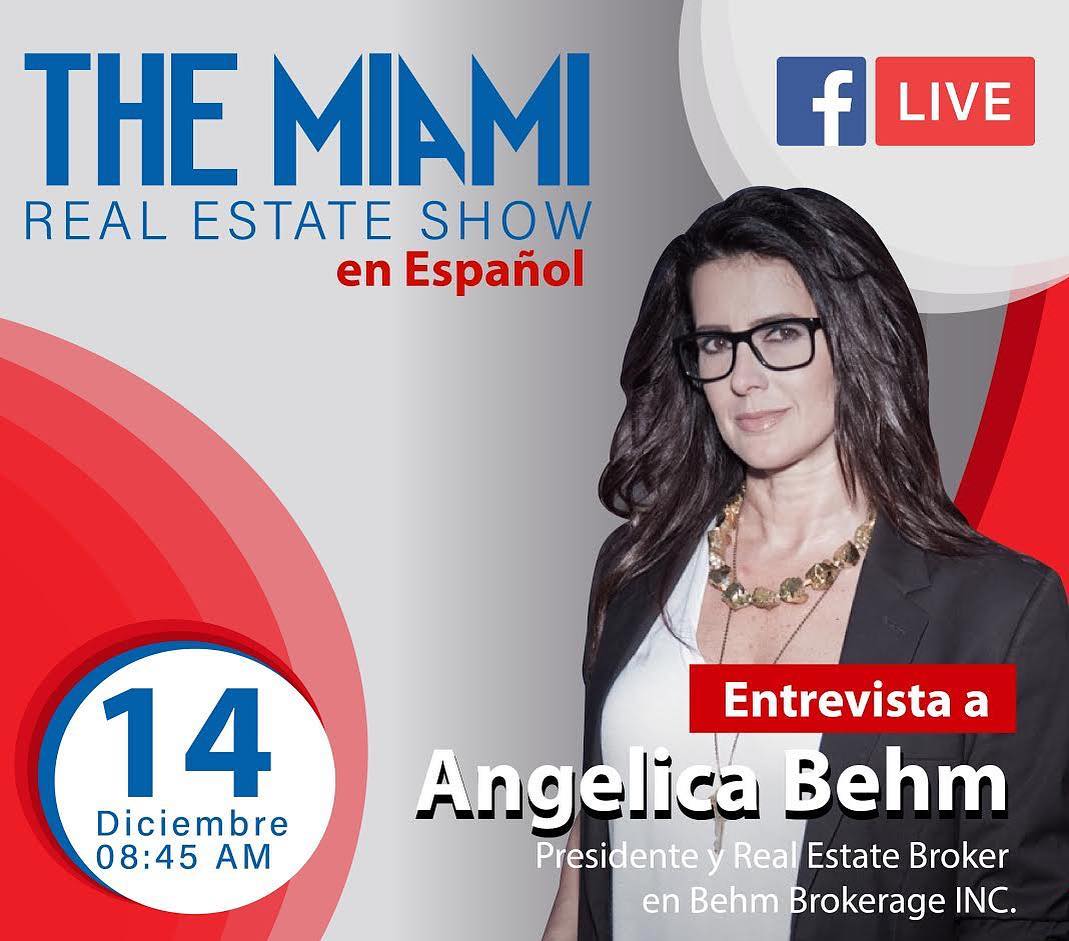 THE MIAMI
REAL ESTATE SHOW
en Español
f LIVE
Entrevista a
Angelica Behm
Presidente y Real Estate Broker
en Behm Brokerage INC.
14
Diciembre
08:45 AM